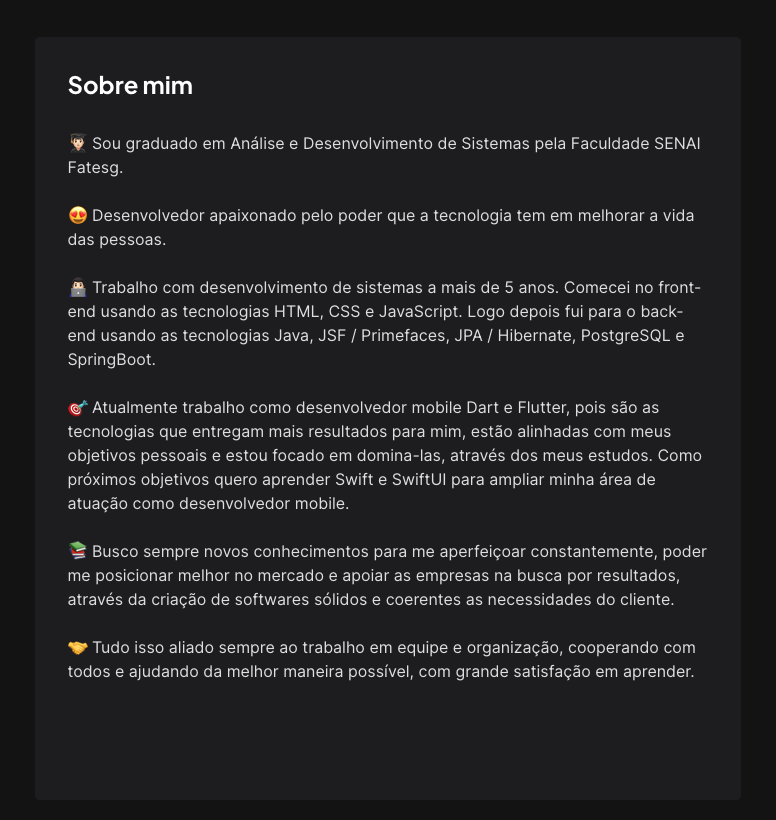 Sobre mim
👨🏻‍🎓 Sou graduado em Análise e Desenvolvimento de Sistemas pela Faculdade SENAI
Fatesg.
😍 Desenvolvedor apaixonado pelo poder que a tecnologia tem em melhorar a vida
das pessoas.
👨🏻‍💻 Trabalho com desenvolvimento de sistemas a mais de 5 anos. Comecei no front-
end usando as tecnologias HTML, CSS e JavaScript. Logo depois fui para o back-
end usando as tecnologias Java, JSF / Primefaces, JPA / Hibernate, PostgreSQL e
SpringBoot.
🎯 Atualmente trabalho como desenvolvedor mobile Dart e Flutter, pois são as
tecnologias que entregam mais resultados para mim, estão alinhadas com meus
objetivos pessoais e estou focado em domina-las, através dos meus estudos. Como
próximos objetivos quero aprender Swift e SwiftUI para ampliar minha área de
atuação como desenvolvedor mobile.
📚 Busco sempre novos conhecimentos para me aperfeiçoar constantemente, poder
me posicionar melhor no mercado e apoiar as empresas na busca por resultados,
através da criação de softwares sólidos e coerentes as necessidades do cliente.
🤝 Tudo isso aliado sempre ao trabalho em equipe e organização, cooperando com
todos e ajudando da melhor maneira possível, com grande satisfação em aprender.